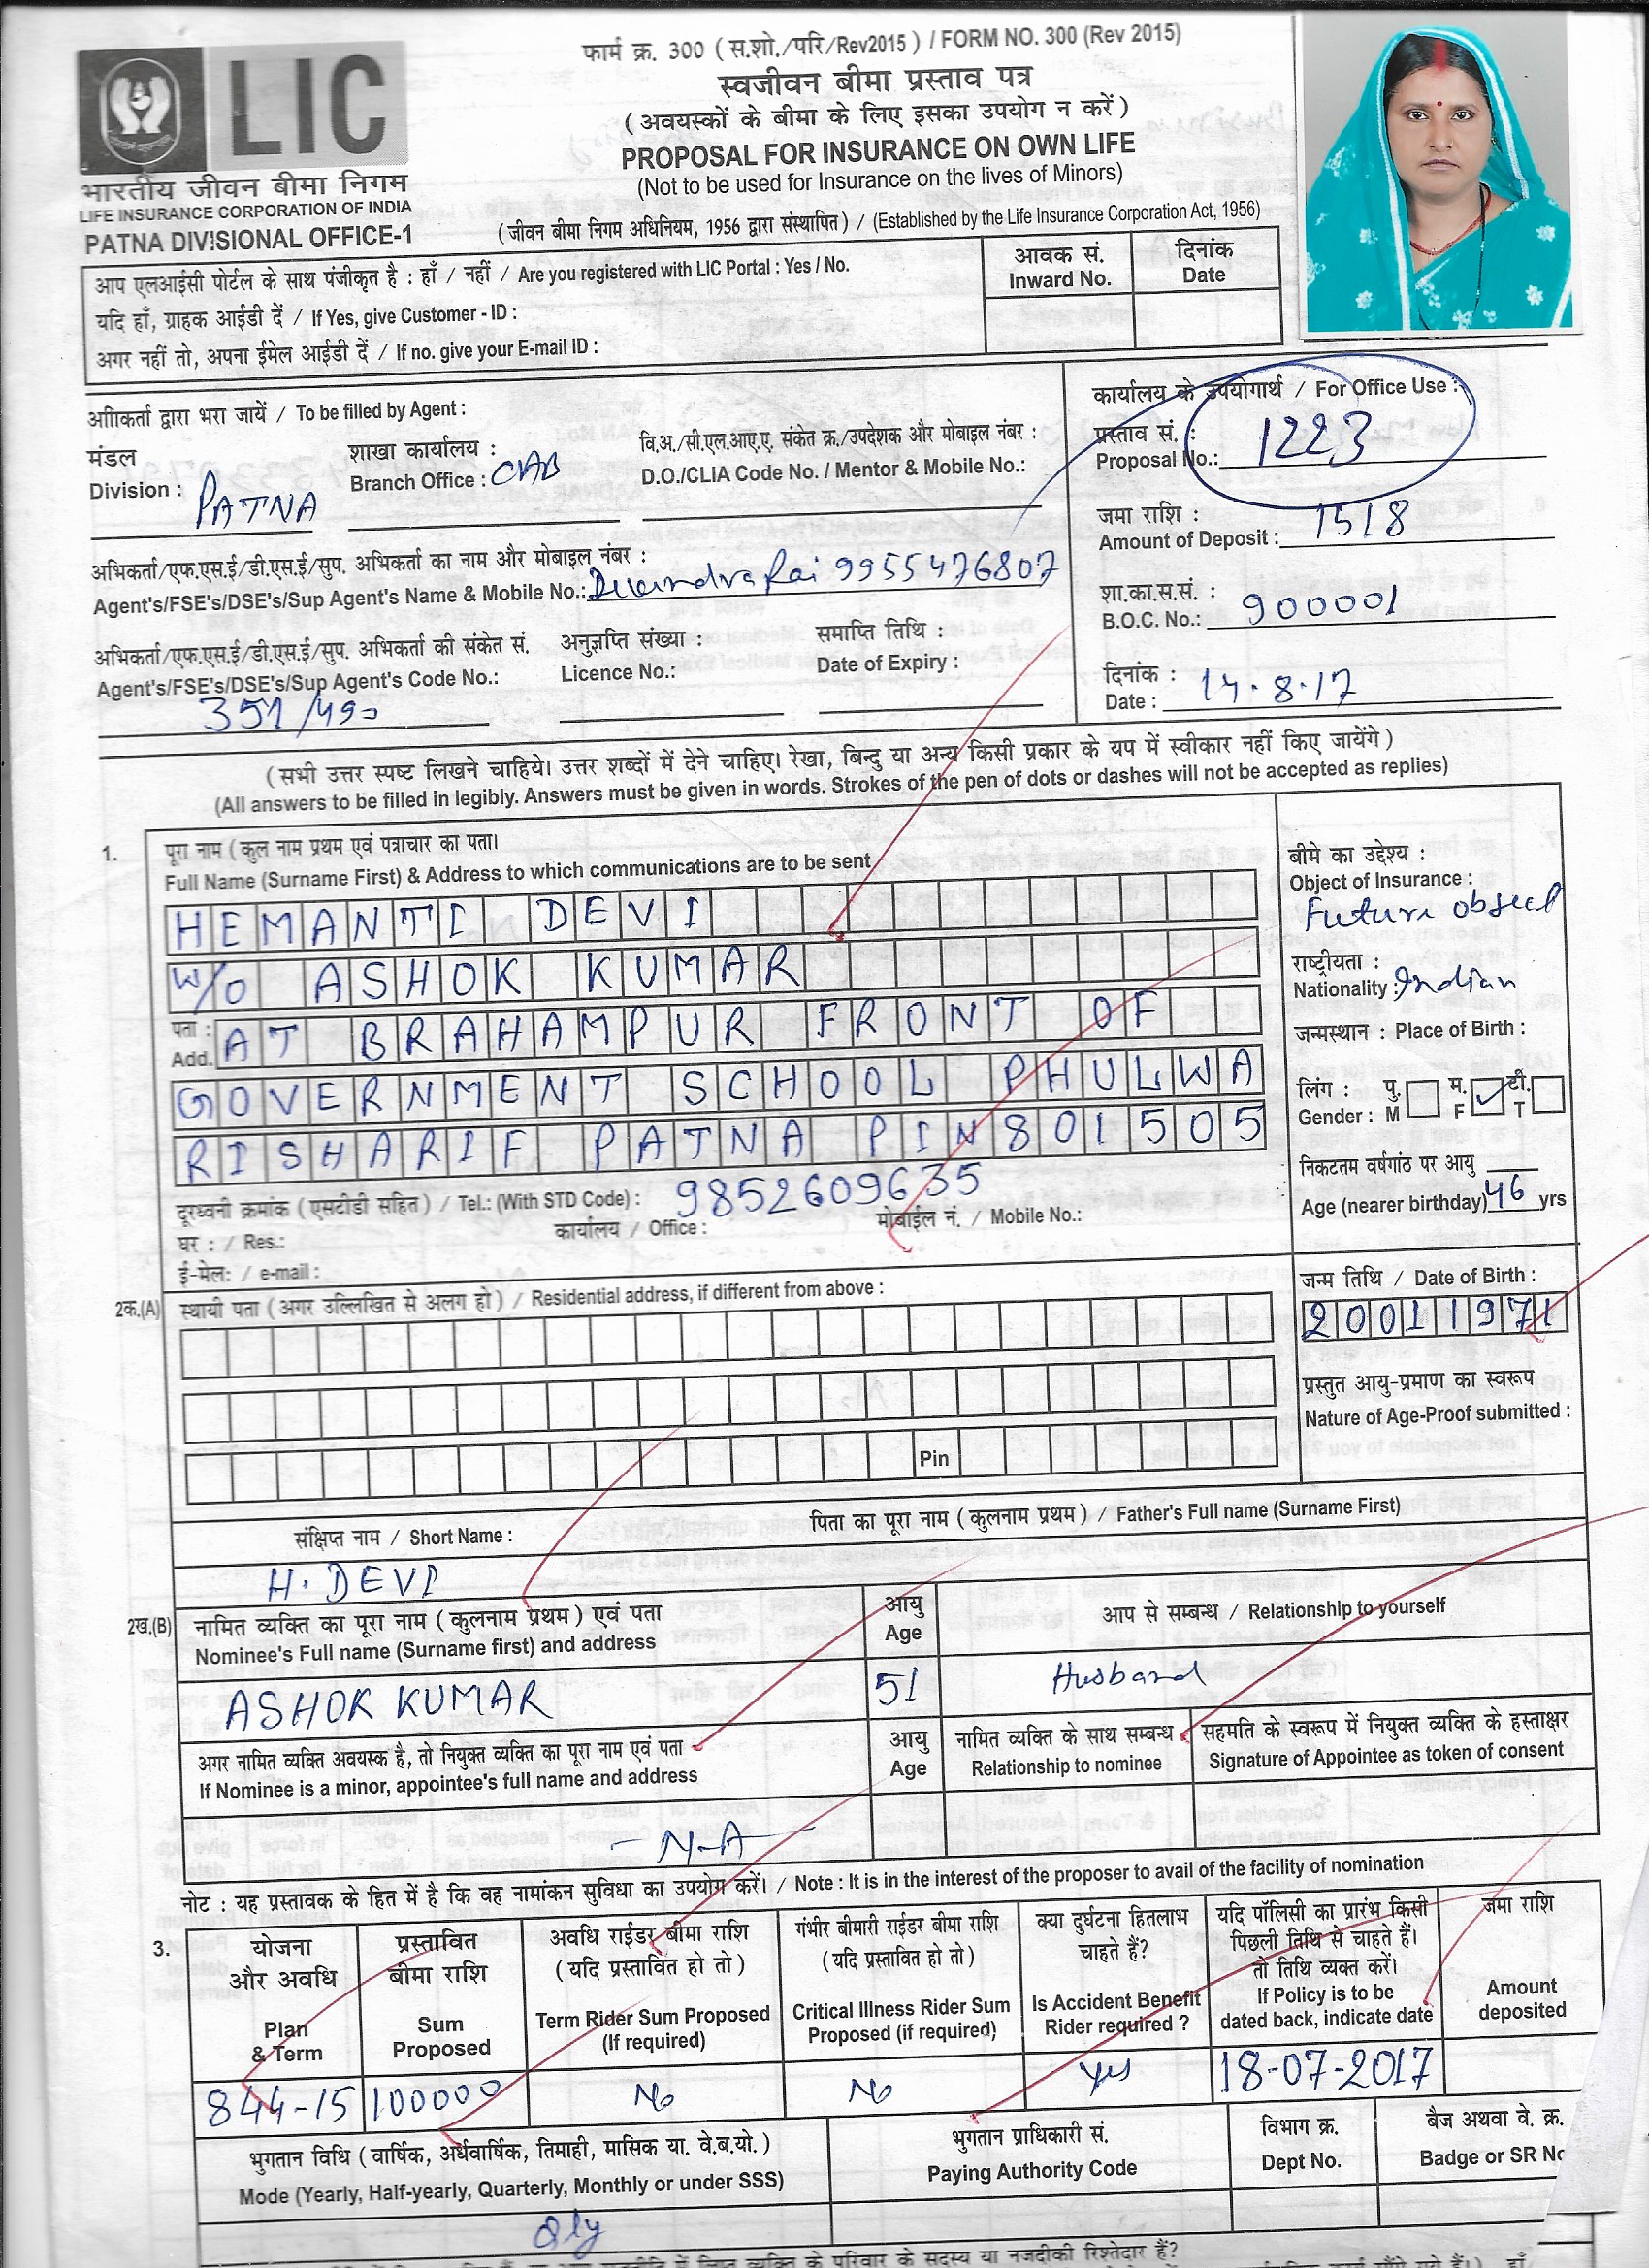 फार्म क्र. 300 ( स.शो./परि/Rev2015 ) / FORM NO. 300 (Rev 2015)
स्वजीवन बीमा प्रस्ताव पत्र
( अवयस्कों के बीमा के लिए इसका उपयोग न करें )
PROPOSAL FOR INSURANCE ON OWN LIFE
(Not to be used for Insurance on the lives of Minors)
( जीवन बीमा निगम अधिनियम, 1956 द्वारा संस्थापित ) / (Established by the Life Insurance Corporation Act, 1956)
LIC
भारतीय जीवन बीमा निगम
LIFE INSURANCE CORPORATION OF INDIA
PATNA DIVISIONAL OFFICE-1
आप एलआईसी पोर्टल के साथ पंजीकृत है : हाँ / नहीं / Are you registered with LIC Portal : Yes / No.
यदि हाँ, ग्राहक आईडी दें / If Yes, give Customer - ID :
अगर नहीं तो, अपना ईमेल आईडी दें / If no. give your E-mail ID :
आवक सं. दिनांक
Inward No. Date
अाािकर्ता द्वारा भरा जायें / To be filled by Agent :
मंडल शाखा कार्यालय : वि.अ./सी.एल.आए.ए. संकेत क्र./उपदेशक और मोबाइल नंबर :
Division : PATNA Branch Office : CAB D.O./CLIA Code No. / Mentor & Mobile No.:
अभिकर्ता/एफ.एस.ई/डी.एस.ई/सुप. अभिकर्ता का नाम और मोबाइल नंबर :
Agent's/FSE's/DSE's/Sup Agent's Name & Mobile No.: Rai 9955476807
अभिकर्ता/एफ.एस.ई/डी.एस.ई/सुप. अभिकर्ता की संकेत सं. अनुज्ञप्ति संख्या : समाप्ति तिथि :
Agent's/FSE's/DSE's/Sup Agent's Code No.: Licence No.: Date of Expiry :
कार्यालय के उपयोगार्थ / For Office Use :
प्रस्ताव सं. :
Proposal No.: 1223
जमा राशि :
Amount of Deposit : 1518
शा.का.स.सं. :
B.O.C. No.: 900001
दिनांक :
Date : 14.8.17
( सभी उत्तर स्पष्ट लिखने चाहिये। उत्तर शब्दों में देने चाहिए। रेखा, बिन्दु या अन्य किसी प्रकार के यप में स्वीकार नहीं किए जायेंगे )
(All answers to be filled in legibly. Answers must be given in words. Strokes of the pen of dots or dashes will not be accepted as replies)
1. पूरा नाम ( कुल नाम प्रथम एवं पत्राचार का पता।
Full Name (Surname First) & Address to which communications are to be sent
HEMANTI DEVI
W/O ASHOK KUMAR
पता :
Add. AT BRAHAMPUR FRONT OF
GOVERNMENT SCHOOL PHULWA
RISHARIF PATNA PIN 801505
दूरध्वनी क्रमांक ( एसटीडी सहित ) / Tel.: (With STD Code) : 9852609635
घर : / Res.: कार्यालय / Office : मोबाईल नं. / Mobile No.:
ई-मेल: / e-mail :
बीमे का उद्देश्य :
Object of Insurance :
Future object
राष्ट्रीयता :
Nationality : Indian
जन्मस्थान : Place of Birth :
लिंग : पु. म. टी.
Gender : M F T
निकटतम वर्षगांठ पर आयु
Age (nearer birthday) 46 yrs
जन्म तिथि / Date of Birth :
20011971
प्रस्तुत आयु-प्रमाण का स्वरूप
Nature of Age-Proof submitted :
2क.(A) स्थायी पता ( अगर उल्लिखित से अलग हो ) / Residential address, if different from above :
Pin
संक्षिप्त नाम / Short Name : पिता का पूरा नाम ( कुलनाम प्रथम ) / Father's Full name (Surname First)
H. DEVI
2ख.(B) नामित व्यक्ति का पूरा नाम ( कुलनाम प्रथम ) एवं पता आयु आप से सम्बन्ध / Relationship to yourself
Nominee's Full name (Surname first) and address Age
ASHOK KUMAR 51 Husband
अगर नामित व्यक्ति अवयस्क है, तो नियुक्त व्यक्ति का पूरा नाम एवं पता आयु नामित व्यक्ति के साथ सम्बन्ध सहमति के स्वरूप में नियुक्त व्यक्ति के हस्ताक्षर
If Nominee is a minor, appointee's full name and address Age Relationship to nominee Signature of Appointee as token of consent
- N-A -
नोट : यह प्रस्तावक के हित में है कि वह नामांकन सुविधा का उपयोग करें। / Note : It is in the interest of the proposer to avail of the facility of nomination
3. योजना और अवधि
Plan & Term
844-15
प्रस्तावित बीमा राशि
Sum Proposed
100000
अवधि राईडर बीमा राशि
( यदि प्रस्तावित हो तो )
Term Rider Sum Proposed
(If required)
No
गंभीर बीमारी राईडर बीमा राशि
( यदि प्रस्तावित हो तो )
Critical Illness Rider Sum
Proposed (if required)
No
क्या दुर्घटना हितलाभ
चाहते हैं?
Is Accident Benefit
Rider required ?
Yes
यदि पॉलिसी का प्रारंभ किसी
पिछली तिथि से चाहते हैं।
तो तिथि व्यक्त करें।
If Policy is to be
dated back, indicate date
18-07-2017
जमा राशि
Amount
deposited
भुगतान विधि ( वार्षिक, अर्धवार्षिक, तिमाही, मासिक या. वे.ब.यो. )
Mode (Yearly, Half-yearly, Quarterly, Monthly or under SSS)
Qly
भुगतान प्राधिकारी सं.
Paying Authority Code
विभाग क्र.
Dept No.
बैज अथवा वे. क्र.
Badge or SR No